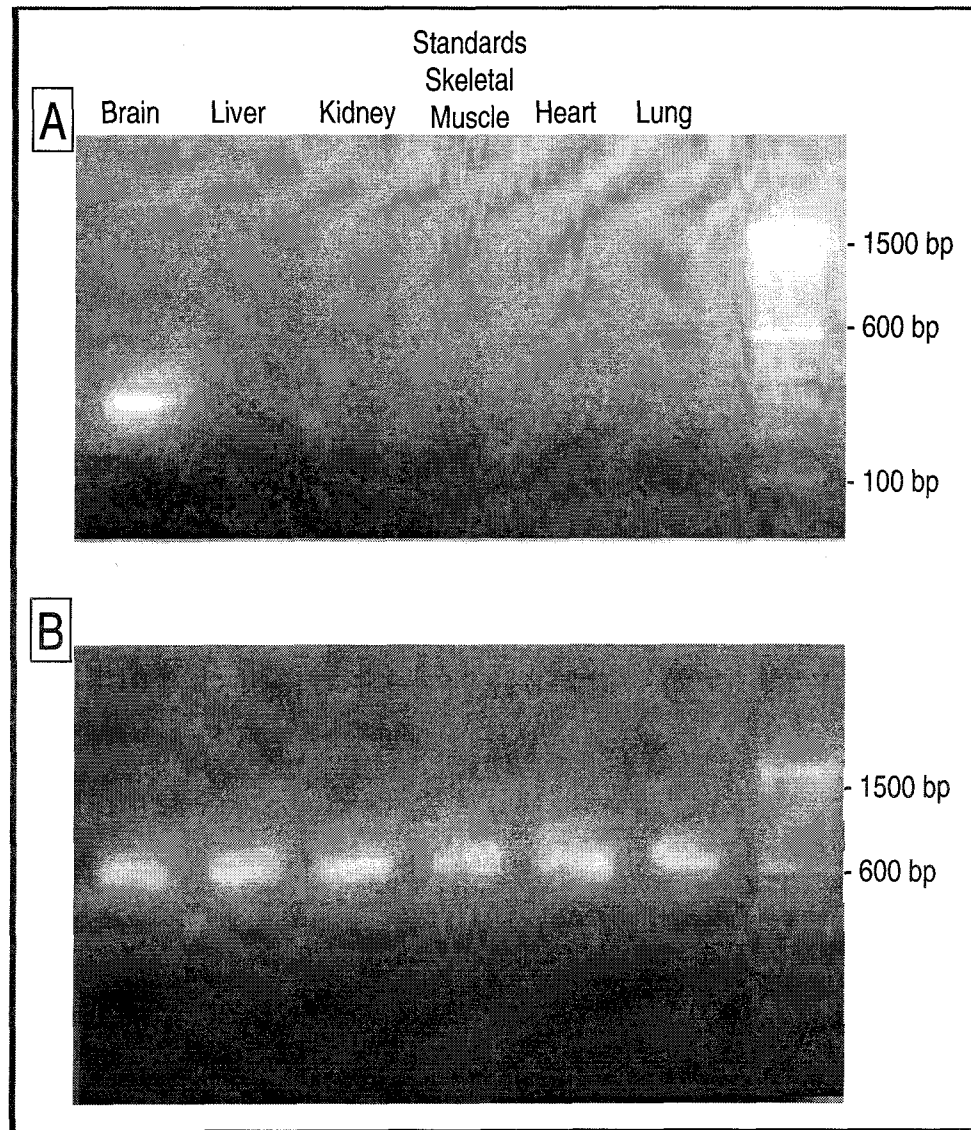 Standards
Skeletal
A Brain Liver Kidney Muscle Heart Lung
- 1500 bp
- 600 bp
- 100 bp
B
- 1500 bp
- 600 bp